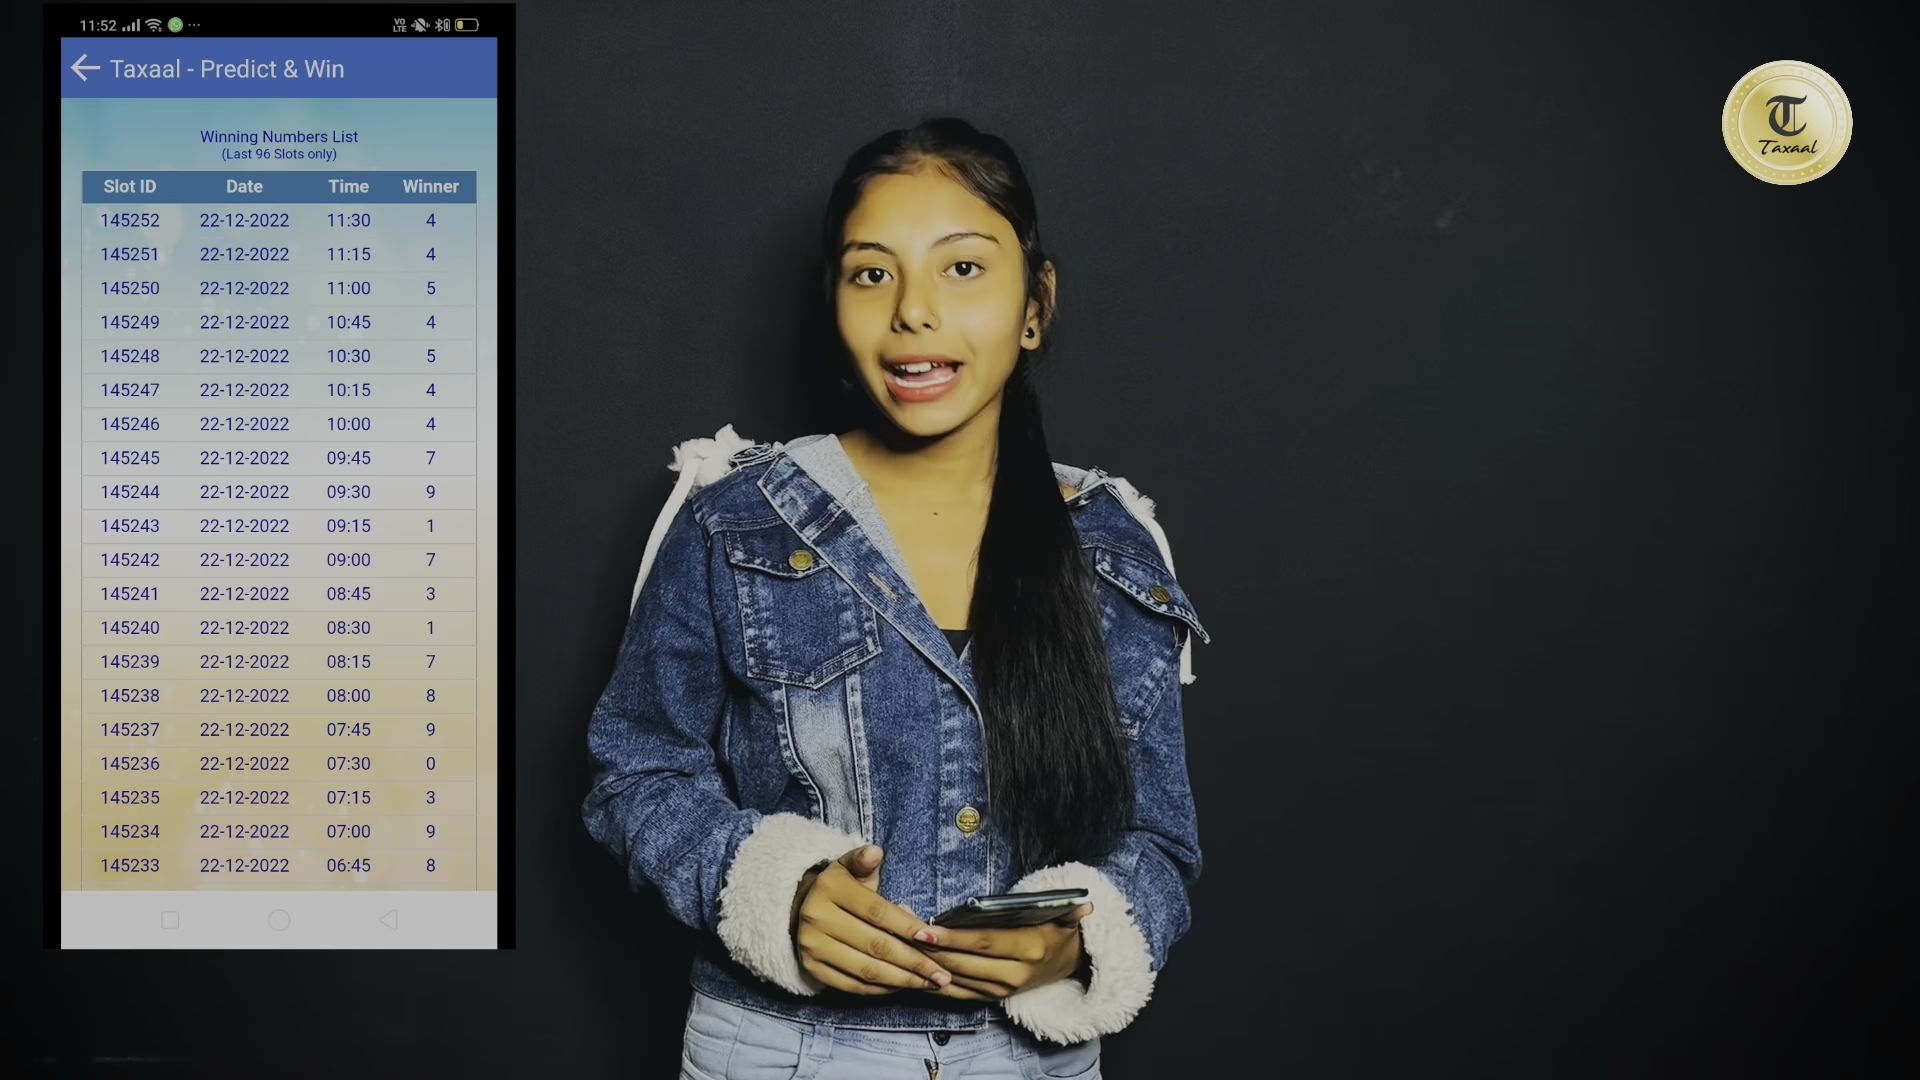 11:52
VO
LTE
Taxaal - Predict & Win
Winning Numbers List
(Last 96 Slots only)
Slot ID Date Time Winner
145252 22-12-2022 11:30 4
145251 22-12-2022 11:15 4
145250 22-12-2022 11:00 5
145249 22-12-2022 10:45 4
145248 22-12-2022 10:30 5
145247 22-12-2022 10:15 4
145246 22-12-2022 10:00 4
145245 22-12-2022 09:45 7
145244 22-12-2022 09:30 9
145243 22-12-2022 09:15 1
145242 22-12-2022 09:00 7
145241 22-12-2022 08:45 3
145240 22-12-2022 08:30 1
145239 22-12-2022 08:15 7
145238 22-12-2022 08:00 8
145237 22-12-2022 07:45 9
145236 22-12-2022 07:30 0
145235 22-12-2022 07:15 3
145234 22-12-2022 07:00 9
145233 22-12-2022 06:45 8
T
Taxaal